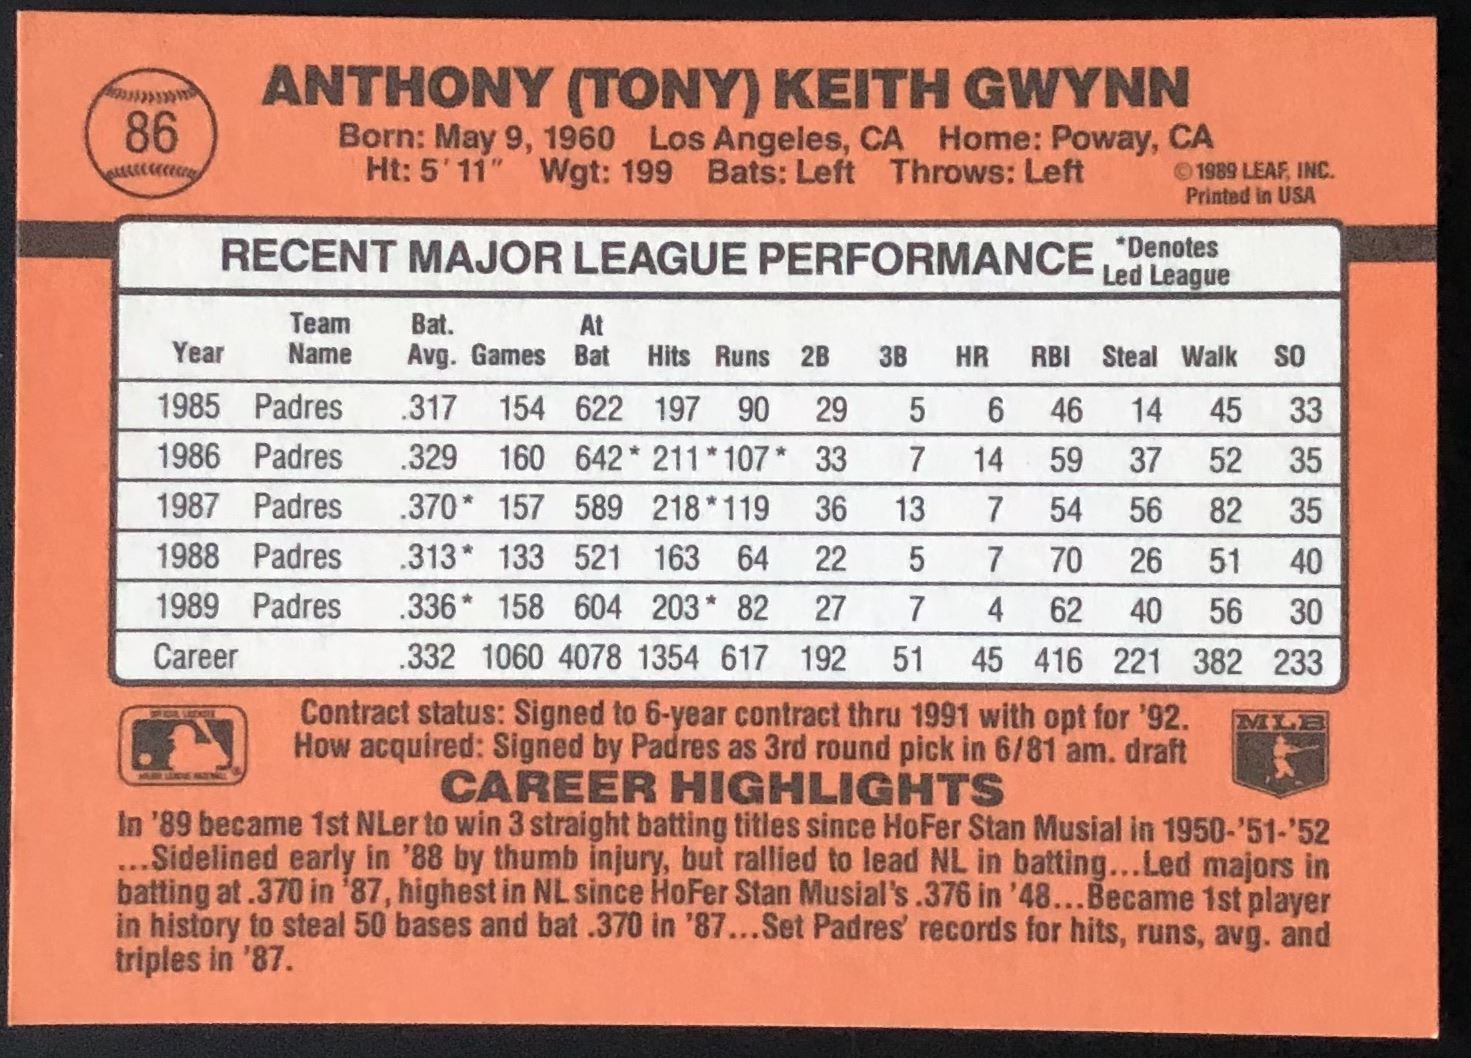 86
ANTHONY (TONY) KEITH GWYNN
Born: May 9, 1960 Los Angeles, CA Home: Poway, CA
Ht: 5' 11" Wgt: 199 Bats: Left Throws: Left
© 1989 LEAF, INC.
Printed in USA
RECENT MAJOR LEAGUE PERFORMANCE *Denotes Led League
Year Team Name Bat. Avg. Games At Bat Hits Runs 2B 3B HR RBI Steal Walk SO
1985 Padres .317 154 622 197 90 29 5 6 46 14 45 33
1986 Padres .329 160 642* 211* 107* 33 7 14 59 37 52 35
1987 Padres .370* 157 589 218* 119 36 13 7 54 56 82 35
1988 Padres .313* 133 521 163 64 22 5 7 70 26 51 40
1989 Padres .336* 158 604 203* 82 27 7 4 62 40 56 30
Career .332 1060 4078 1354 617 192 51 45 416 221 382 233
Contract status: Signed to 6-year contract thru 1991 with opt for '92.
How acquired: Signed by Padres as 3rd round pick in 6/81 am. draft
MLB
CAREER HIGHLIGHTS
In '89 became 1st NLer to win 3 straight batting titles since HoFer Stan Musial in 1950-'51-'52
...Sidelined early in '88 by thumb injury, but rallied to lead NL in batting...Led majors in
batting at .370 in '87, highest in NL since HoFer Stan Musial's .376 in '48...Became 1st player
in history to steal 50 bases and bat .370 in '87...Set Padres' records for hits, runs, avg. and
triples in '87.